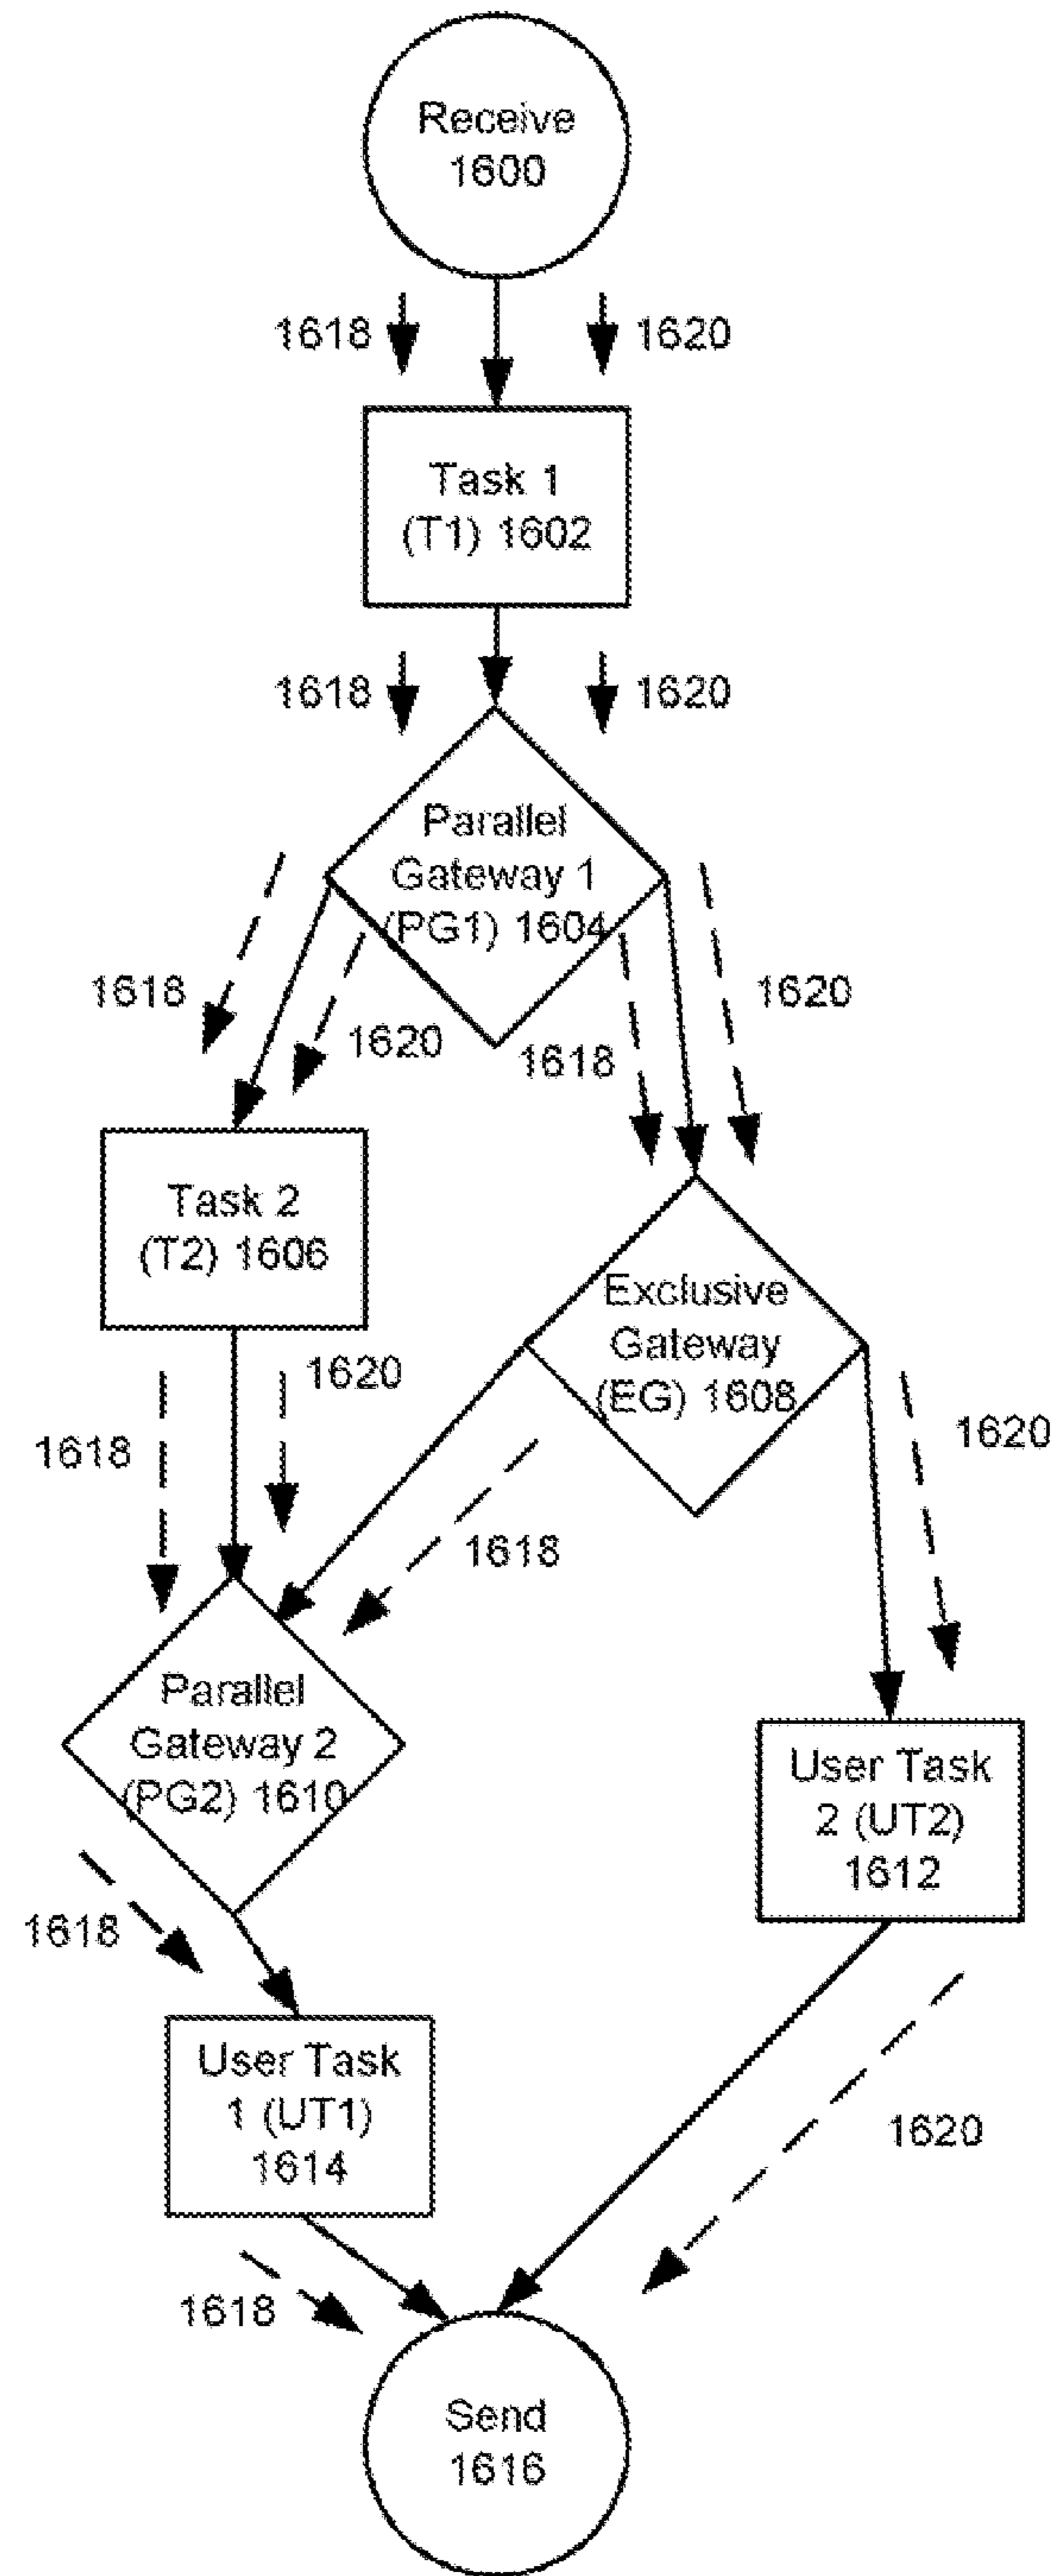 Receive
1600
1618
1620
Task 1
(T1) 1602
1618
1620
Parallel
Gateway 1
(PG1) 1604
1618
1620
1618
1620
Task 2
(T2) 1606
Exclusive
Gateway
(EG) 1608
1618
1620
1618
1620
Parallel
Gateway 2
(PG2) 1610
User Task
2 (UT2)
1612
1618
User Task
1 (UT1)
1614
1620
1618
Send
1616